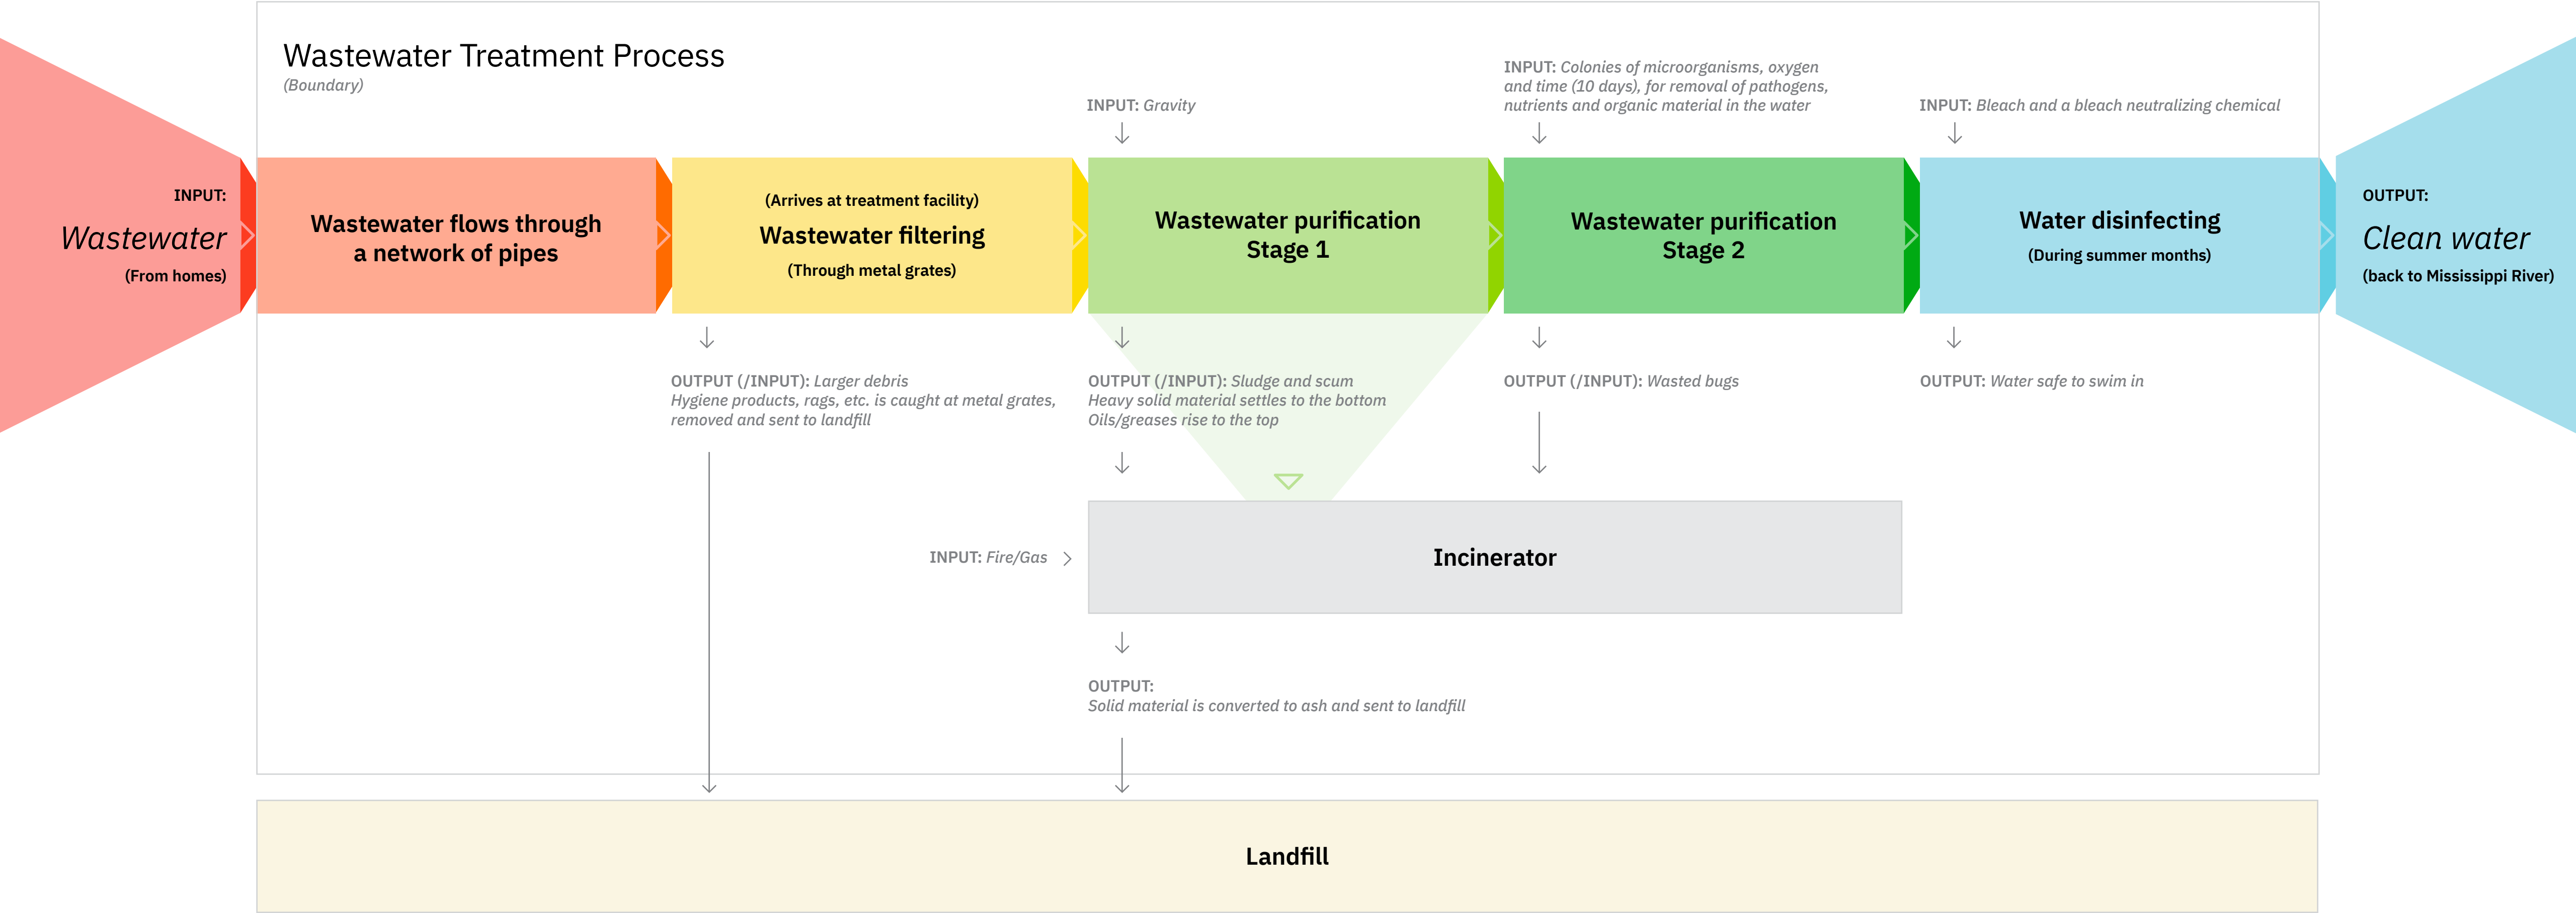 Wastewater Treatment Process
(Boundary)
INPUT: Gravity
INPUT: Colonies of microorganisms, oxygen
and time (10 days), for removal of pathogens,
nutrients and organic material in the water
INPUT: Bleach and a bleach neutralizing chemical
INPUT:
Wastewater
(From homes)
Wastewater flows through
a network of pipes
(Arrives at treatment facility)
Wastewater filtering
(Through metal grates)
Wastewater purification
Stage 1
Wastewater purification
Stage 2
Water disinfecting
(During summer months)
OUTPUT:
Clean water
(back to Mississippi River)
OUTPUT (/INPUT): Larger debris
Hygiene products, rags, etc. is caught at metal grates,
removed and sent to landfill
OUTPUT (/INPUT): Sludge and scum
Heavy solid material settles to the bottom
Oils/greases rise to the top
OUTPUT (/INPUT): Wasted bugs
OUTPUT: Water safe to swim in
INPUT: Fire/Gas
Incinerator
OUTPUT:
Solid material is converted to ash and sent to landfill
Landfill